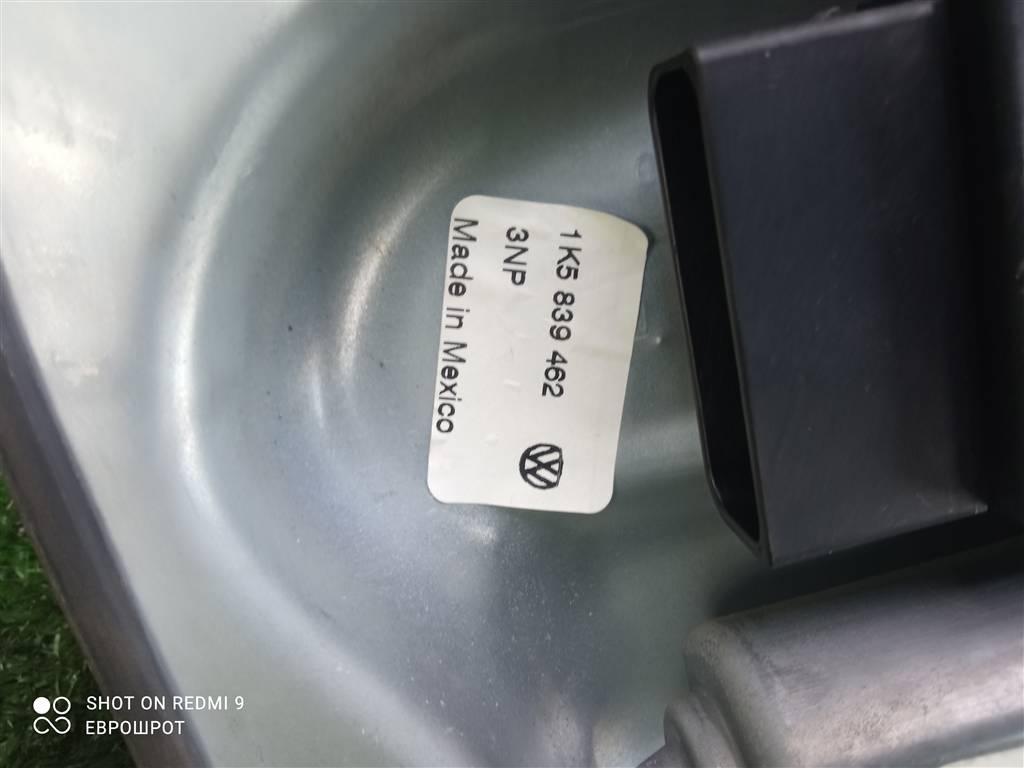 1K5 839 462
3NP
Made in Mexico
SHOT ON REDMI 9
ЕВРОШРОТ